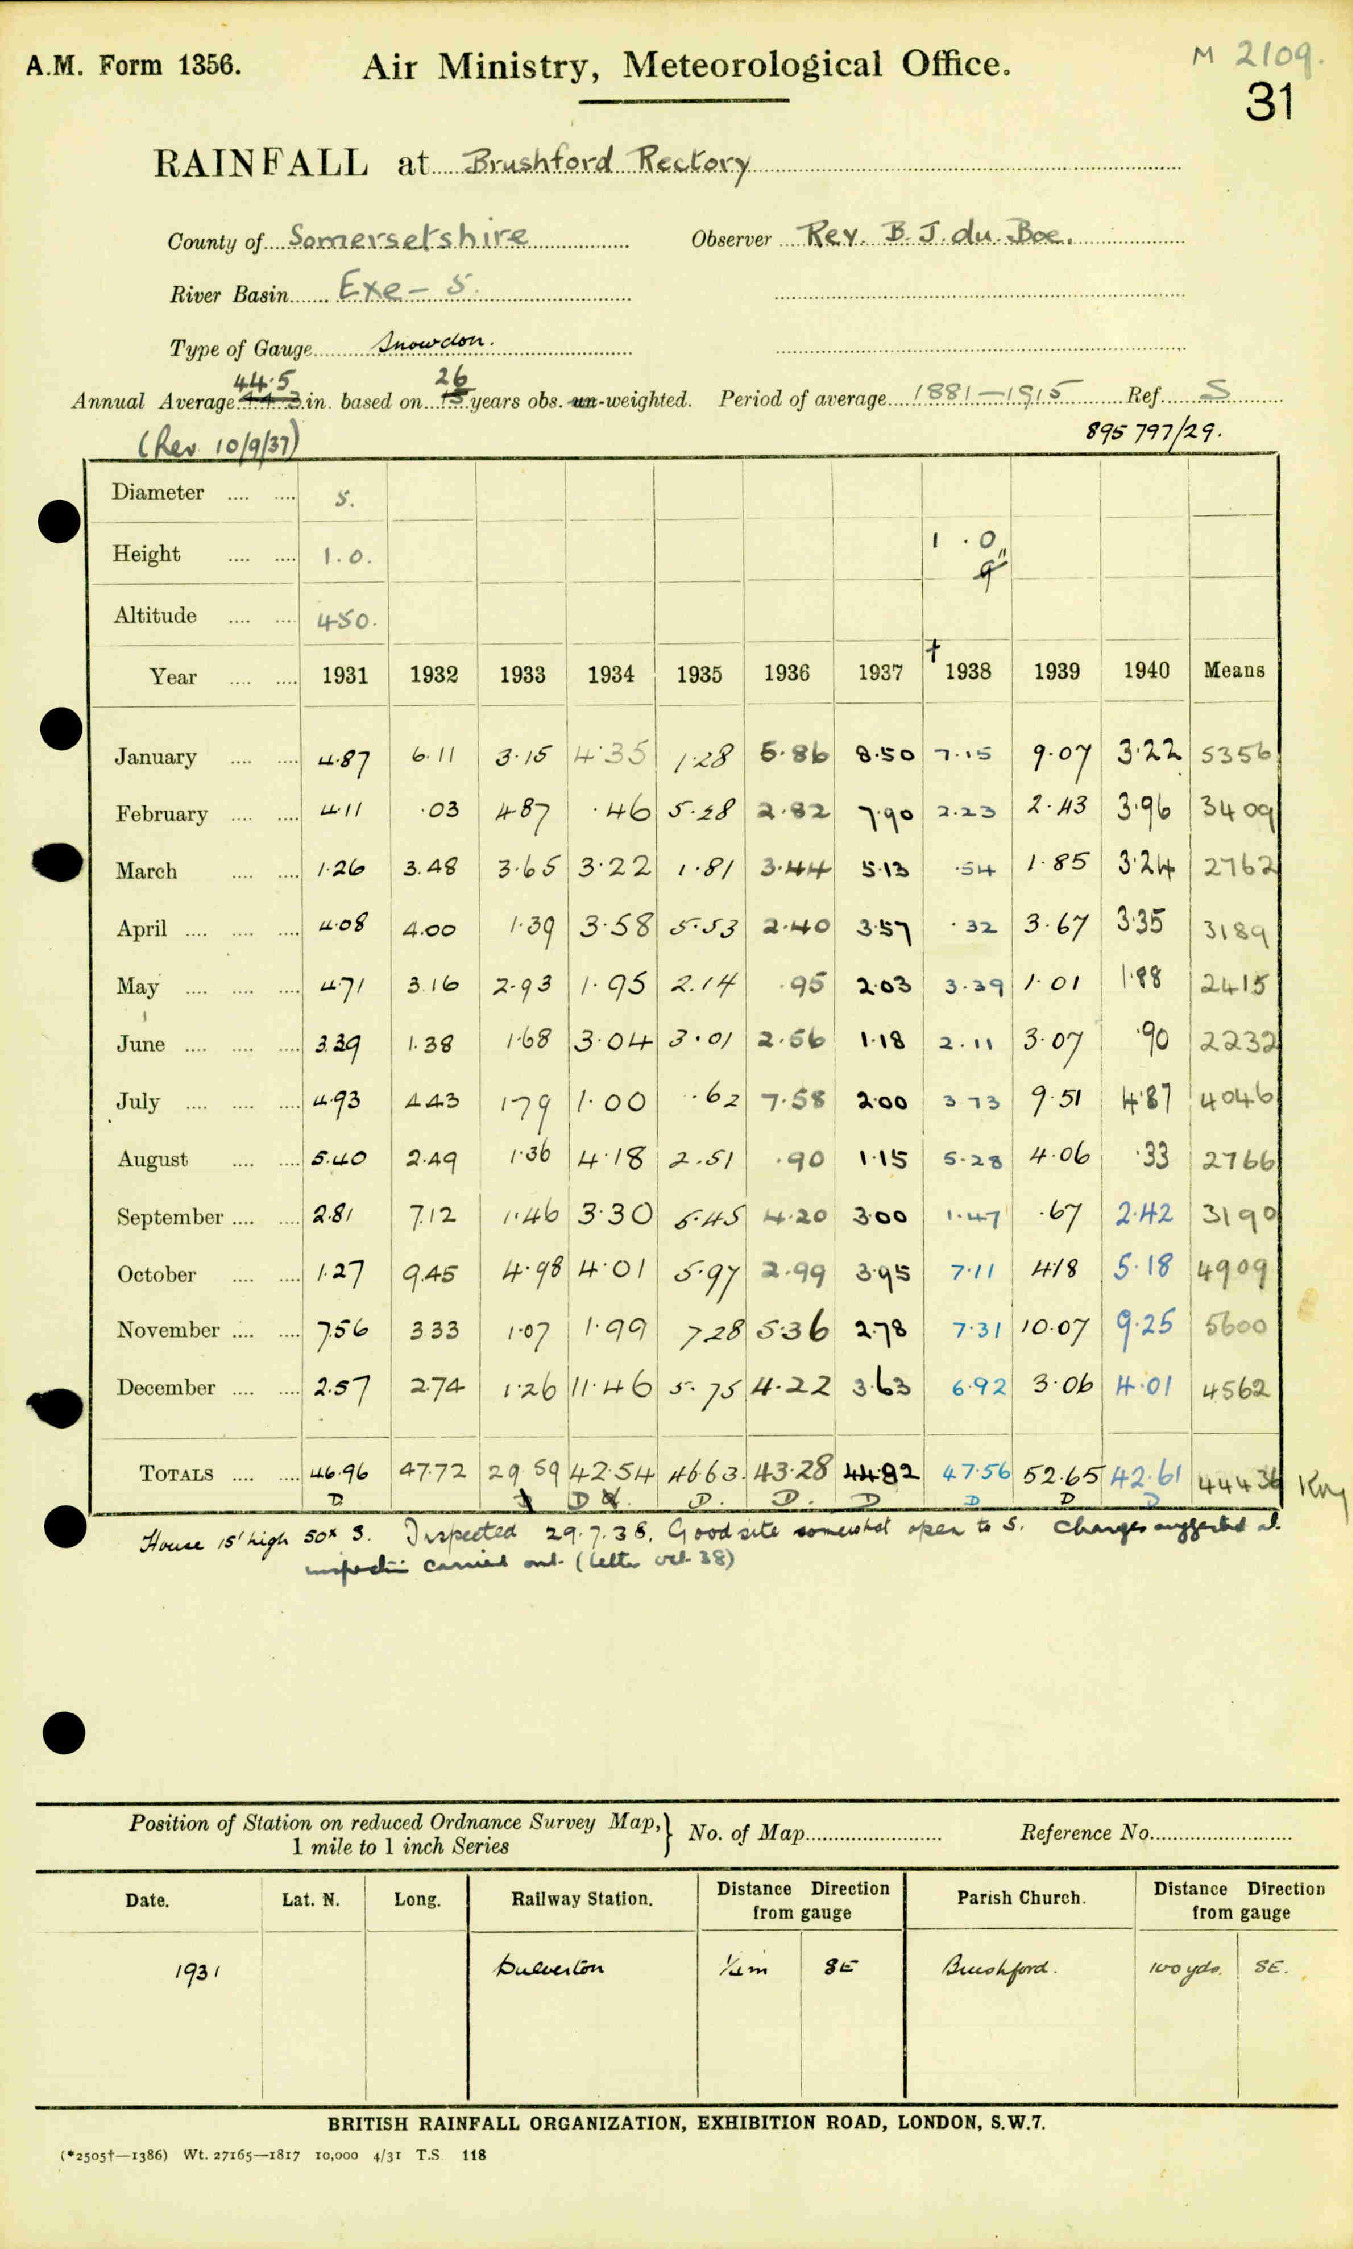 A.M. Form 1356.
Air Ministry, Meteorological Office.
M 2109.
31
RAINFALL at Brushford Rectory
County of Somersetshire Observer Rev. B. J. du Boe.
River Basin Exe - 5.
Type of Gauge Snowdon.
44.5 26
Annual Average 44.3 in. based on 15 years obs. un-weighted. Period of average 1881-1915 Ref. S
(Rev. 10/9/37) 895 797/29.
Diameter .... .... 5.
Height .... .... 1.0. 1 . 0
9"
Altitude .... .... 450.
Year .... .... 1931 1932 1933 1934 1935 1936 1937 † 1938 1939 1940 Means
January .... .... 4.87 6.11 3.15 4.35 1.28 5.86 8.50 7.15 9.07 3.22 5356
February .... .... 4.11 .03 4.87 .46 5.28 2.82 7.90 2.23 2.43 3.96 3409
March .... .... 1.26 3.48 3.65 3.22 1.81 3.44 5.13 .54 1.85 3.24 2762
April .... .... .... 4.08 4.00 1.39 3.58 5.53 2.40 3.57 .32 3.67 3.35 3189
May .... .... .... 4.71 3.16 2.93 1.95 2.14 .95 2.03 3.39 1.01 1.88 2415
June .... .... .... 3.39 1.38 1.68 3.04 3.01 2.56 1.18 2.11 3.07 .90 2232
July .... .... .... 4.93 4.43 1.79 1.00 .62 7.58 2.00 3.73 9.51 4.87 4046
August .... .... 5.40 2.49 1.36 4.18 2.51 .90 1.15 5.28 4.06 .33 2766
September .... .... 2.81 7.12 1.46 3.30 5.45 4.20 3.00 1.47 .67 2.42 3190
October .... .... 1.27 9.45 4.98 4.01 5.97 2.99 3.95 7.11 4.18 5.18 4909
November .... .... 7.56 3.33 1.07 1.99 7.28 5.36 2.78 7.31 10.07 9.25 5600
December .... .... 2.57 2.74 1.26 11.46 5.75 4.22 3.63 6.92 3.06 4.01 4562
TOTALS .... .... 46.96 47.72 29.59 42.54 46.63. 43.28 44.82 47.56 52.65 42.61 44436
D D D. D. D D D D
House 15' high 50x 3. Inspected 29.7.38. Good site somewhat open to S. Changes suggested at
inspection carried out (letter Oct 38)
Position of Station on reduced Ordnance Survey Map, } No. of Map Reference No.
1 mile to 1 inch Series
Date. Lat. N. Long. Railway Station. Distance Direction from gauge Parish Church. Distance Direction from gauge
1931 Dulverton 1/4 m SE Brushford. 100 yds. SE.
BRITISH RAINFALL ORGANIZATION, EXHIBITION ROAD, LONDON, S.W.7.
(*2505†—1386) Wt. 27165—1817 10,000 4/31 T.S. 118